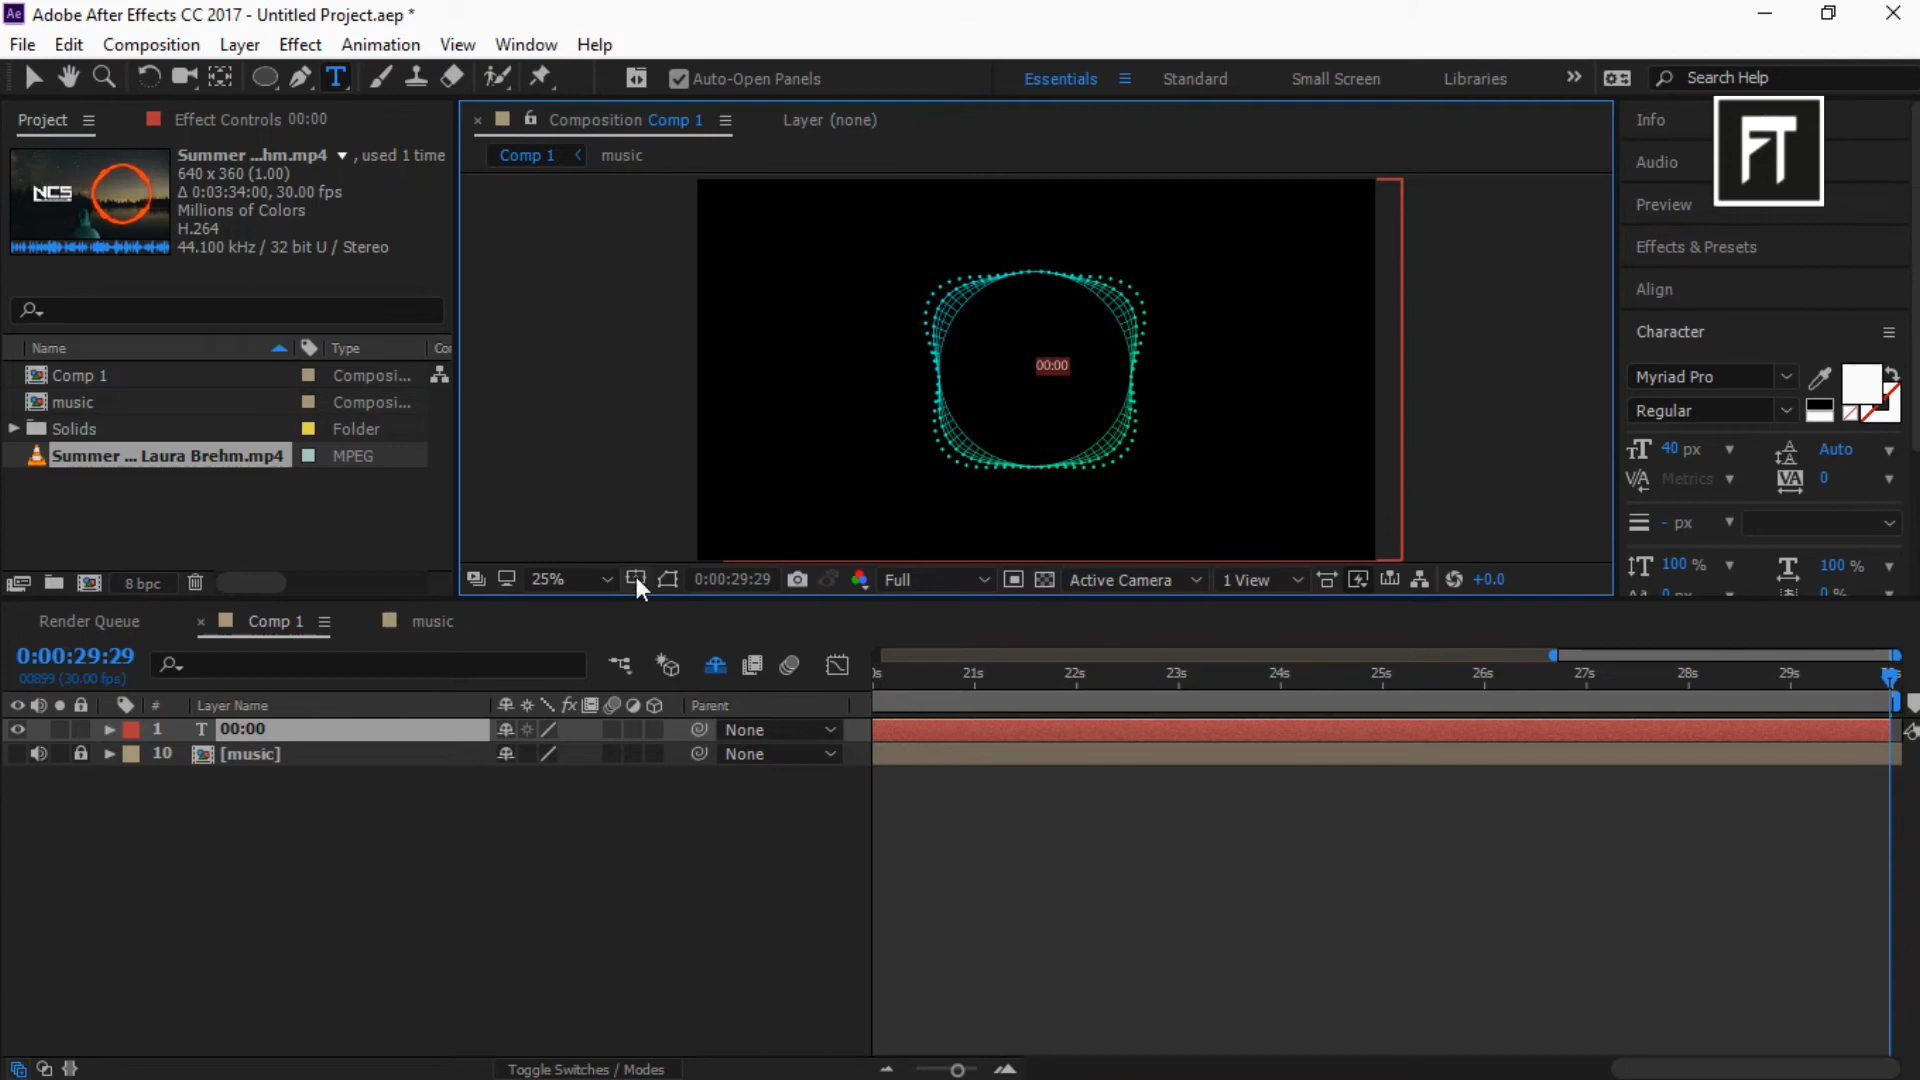 Ae Adobe After Effects CC 2017 - Untitled Project.aep *
File Edit Composition Layer Effect Animation View Window Help
T Auto-Open Panels Essentials Standard Small Screen Libraries Search Help
Project Effect Controls 00:00
Summer ...hm.mp4 , used 1 time
640 x 360 (1.00)
Δ 0:03:34:00, 30.00 fps
Millions of Colors
H.264
44.100 kHz / 32 bit U / Stereo
NCS
Name Type Co
Comp 1 Composi...
music Composi...
Solids Folder
Summer ... Laura Brehm.mp4 MPEG
8 bpc
Composition Comp 1 Layer (none)
Comp 1 music
00:00
25% 0:00:29:29 Full Active Camera 1 View +0.0
Info
FT
Audio
Preview
Effects & Presets
Align
Character
Myriad Pro
Regular
40 px Auto
Metrics 0
- px
100 % 100 %
0 px 0 %
Render Queue Comp 1 music
0:00:29:29
00899 (30.00 fps)
21s 22s 23s 24s 25s 26s 27s 28s 29s
# Layer Name fx Parent
1 T 00:00 None
10 [music] None
Toggle Switches / Modes